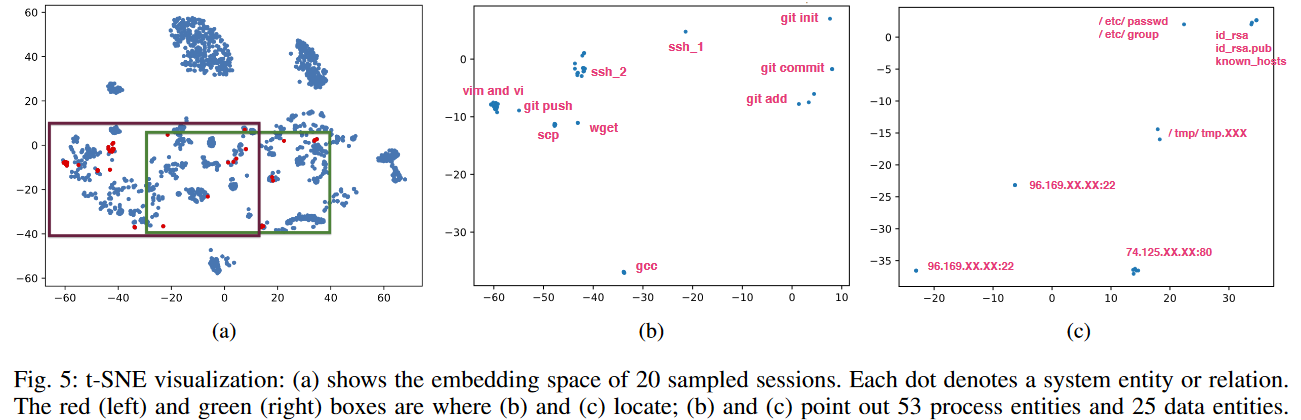 60
40
20
0
−20
−40
−60
−60
−40
−20
0
20
40
60
(a)
0
−10
−20
−30
−60
−50
−40
−30
−20
−10
0
10
git init
ssh_1
ssh_2
git commit
vim and vi
git push
git add
scp
wget
gcc
(b)
0
−5
−10
−15
−20
−25
−30
−35
−20
−10
0
10
20
30
/ etc/ passwd
/ etc/ group
id_rsa
id_rsa.pub
known_hosts
/ tmp/ tmp.XXX
96.169.XX.XX:22
74.125.XX.XX:80
96.169.XX.XX:22
(c)
Fig. 5: t-SNE visualization: (a) shows the embedding space of 20 sampled sessions. Each dot denotes a system entity or relation.
The red (left) and green (right) boxes are where (b) and (c) locate; (b) and (c) point out 53 process entities and 25 data entities.